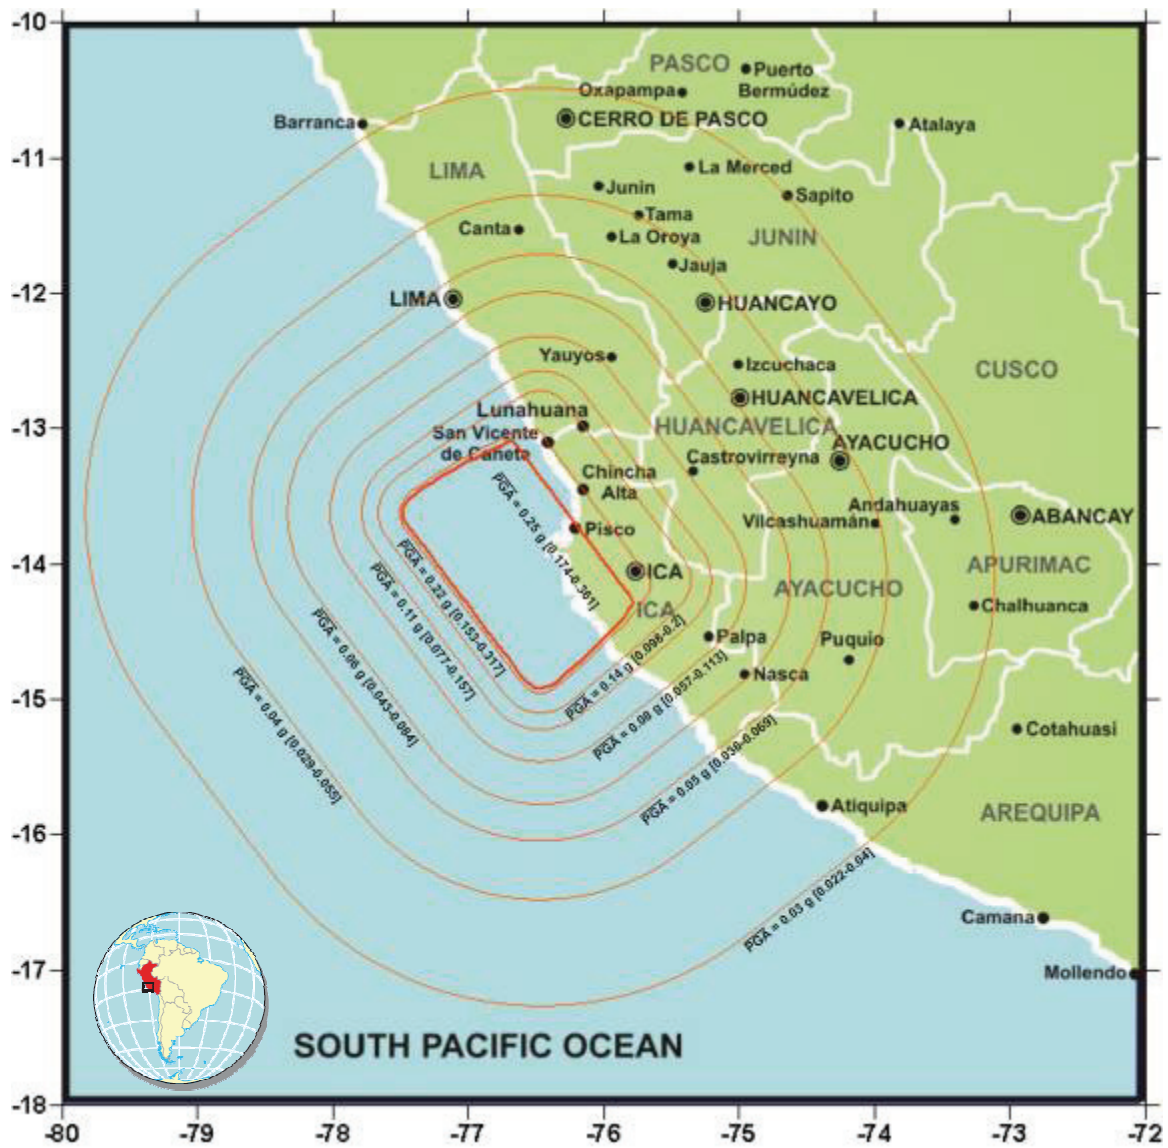 -10
-11
-12
-13
-14
-15
-16
-17
-18
-80
-79
-78
-77
-76
-75
-74
-73
-72
PASCO
Puerto
Bermúdez
Oxapampa
CERRO DE PASCO
Barranca
Atalaya
LIMA
La Merced
Junin
Sapito
Tama
Canta
La Oroya
JUNIN
Jauja
LIMA
HUANCAYO
Yauyos
Izcuchaca
CUSCO
HUANCAVELICA
Lunahuana
HUANCAVELICA
San Vicente
de Cañete
AYACUCHO
Castrovirreyna
Chincha
Alta
Andahuayas
Vilcashuamán
ABANCAY
Pisco
ICA
APURIMAC
AYACUCHO
ICA
Chalhuanca
Palpa
Puquio
Nasca
Cotahuasi
Atiquipa
AREQUIPA
Camana
Mollendo
PGA = 0.25 g [0.174-0.361]
PGA = 0.22 g [0.153-0.317]
PGA = 0.14 g [0.098-0.2]
PGA = 0.11 g [0.077-0.157]
PGA = 0.08 g [0.057-0.113]
PGA = 0.06 g [0.043-0.084]
PGA = 0.05 g [0.036-0.069]
PGA = 0.04 g [0.029-0.055]
PGA = 0.03 g [0.022-0.04]
SOUTH PACIFIC OCEAN